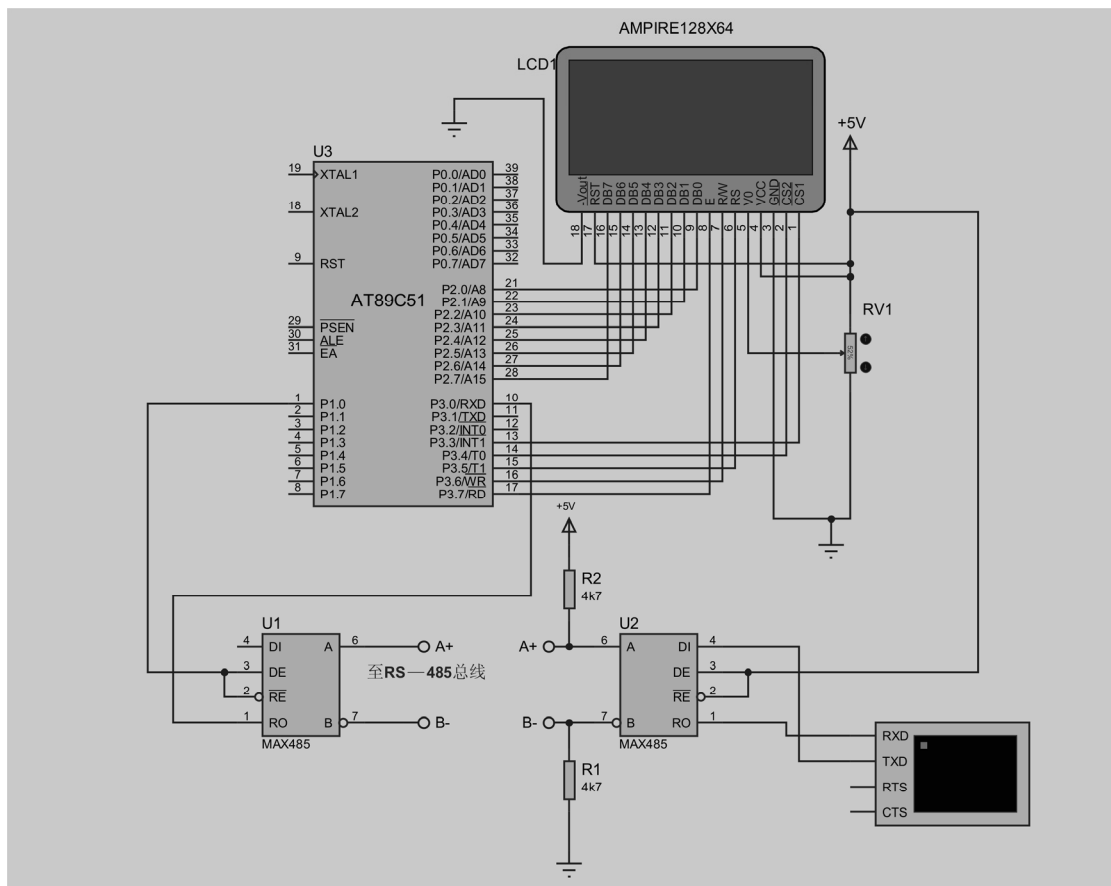 AMPIRE128X64
LCD1
+5V
-Vout
RST
DB7
DB6
DB5
DB4
DB3
DB2
DB1
DB0
E
R/W
RS
V0
VCC
GND
CS2
CS1
18
17
16
15
14
13
12
11
10
9
8
7
6
5
4
3
2
1
RV1
52%
U3
AT89C51
19 XTAL1
18 XTAL2
9 RST
29 PSEN
30 ALE
31 EA
1 P1.0
2 P1.1
3 P1.2
4 P1.3
5 P1.4
6 P1.5
7 P1.6
8 P1.7
P0.0/AD0 39
P0.1/AD1 38
P0.2/AD2 37
P0.3/AD3 36
P0.4/AD4 35
P0.5/AD5 34
P0.6/AD6 33
P0.7/AD7 32
P2.0/A8 21
P2.1/A9 22
P2.2/A10 23
P2.3/A11 24
P2.4/A12 25
P2.5/A13 26
P2.6/A14 27
P2.7/A15 28
P3.0/RXD 10
P3.1/TXD 11
P3.2/INT0 12
P3.3/INT1 13
P3.4/T0 14
P3.5/T1 15
P3.6/WR 16
P3.7/RD 17
+5V
R2
4k7
U1
4 DI A 6 A+
3 DE
至RS—485总线
2 RE
1 RO B 7 B-
MAX485
U2
A+ 6 A DI 4
DE 3
RE 2
B- 7 B RO 1
MAX485
R1
4k7
RXD
TXD
RTS
CTS